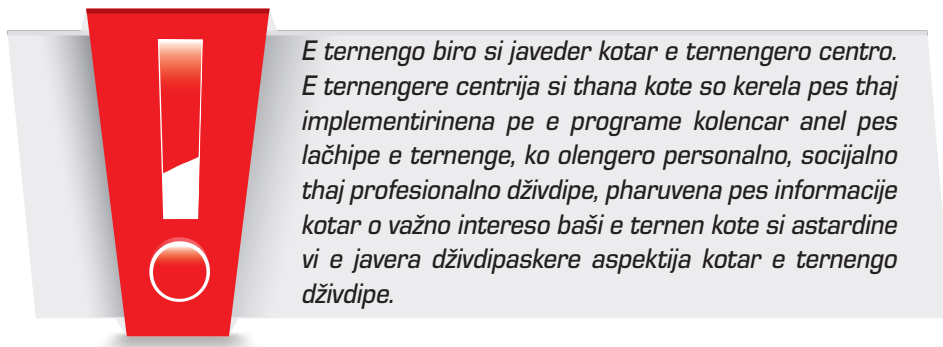 E ternengo biro si javeder kotar e ternengero centro.
E ternengere centrija si thana kote so kerela pes thaj
implementirinena pe e programe kolencar anel pes
lačhipe e ternenge, ko olengero personalno, socijalno
thaj profesionalno dživdipe, pharuvena pes informacije
kotar o važno intereso baši e ternen kote si astardine
vi e javera dživdipaskere aspektija kotar e ternengo
dživdipe.